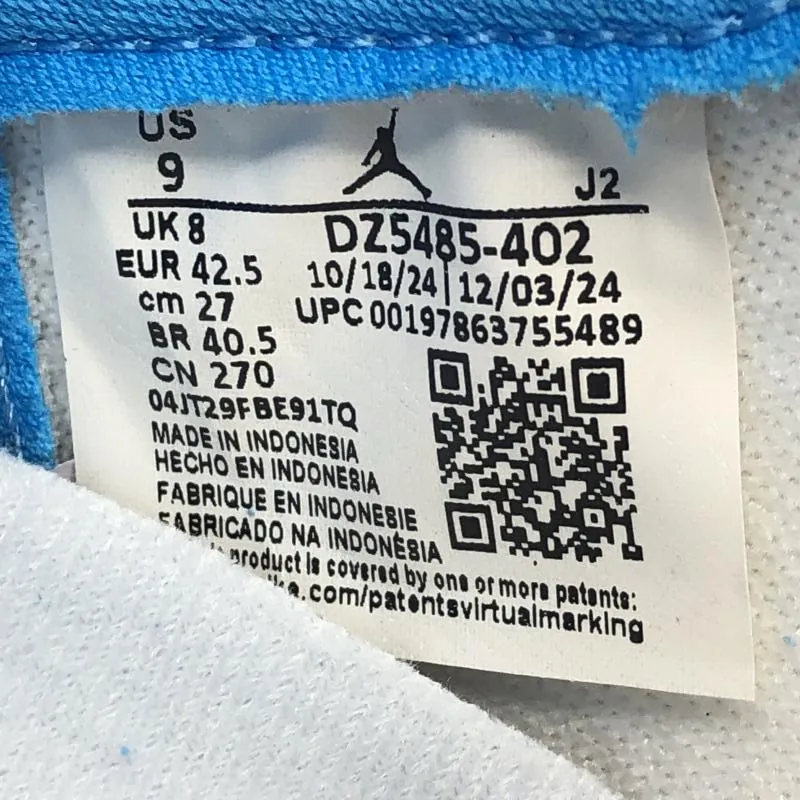 US
9
J2
UK 8
DZ5485-402
EUR 42.5
10/18/24 | 12/03/24
cm 27
UPC 00197863755489
BR 40.5
CN 270
04JT29FBE91TQ
MADE IN INDONESIA
HECHO EN INDONESIA
FABRIQUE EN INDONESIE
FABRICADO NA INDONÉSIA
product is covered by one or more patents:
.com/patentsvirtualmarking